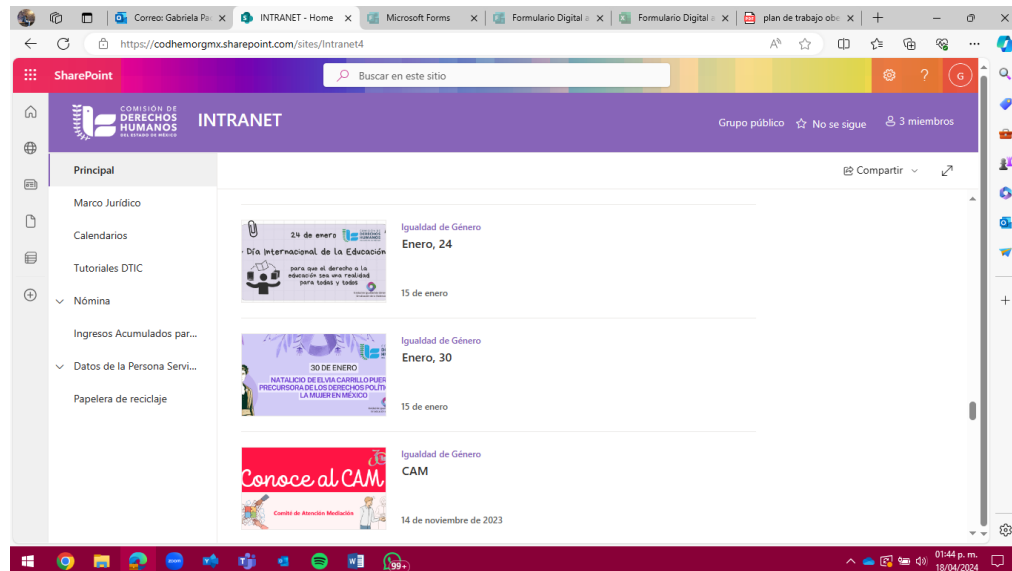 Correo: Gabriela Pa
INTRANET - Home
Microsoft Forms
Formulario Digital a
Formulario Digital a
plan de trabajo obe
https://codhemorgmx.sharepoint.com/sites/Intranet4
SharePoint
Buscar en este sitio
?
G
COMISIÓN DE
DERECHOS
HUMANOS
DEL ESTADO DE MÉXICO
INTRANET
Grupo público
No se sigue
3 miembros
Principal
Compartir
Marco Jurídico
Calendarios
Tutoriales DTIC
Nómina
Ingresos Acumulados par...
Datos de la Persona Servi...
Papelera de reciclaje
24 de enero
Día Internacional de la Educación
para que el derecho a la
educación sea una realidad
para todas y todos
Igualdad de Género
Enero, 24
15 de enero
30 DE ENERO
NATALICIO DE ELVIA CARRILLO PUER
PRECURSORA DE LOS DERECHOS POLÍTI
LA MUJER EN MÉXICO
Igualdad de Género
Enero, 30
15 de enero
Conoce al CAM
Comité de Atención Mediación
Igualdad de Género
CAM
14 de noviembre de 2023
zoom
99+
01:44 p. m.
18/04/2024